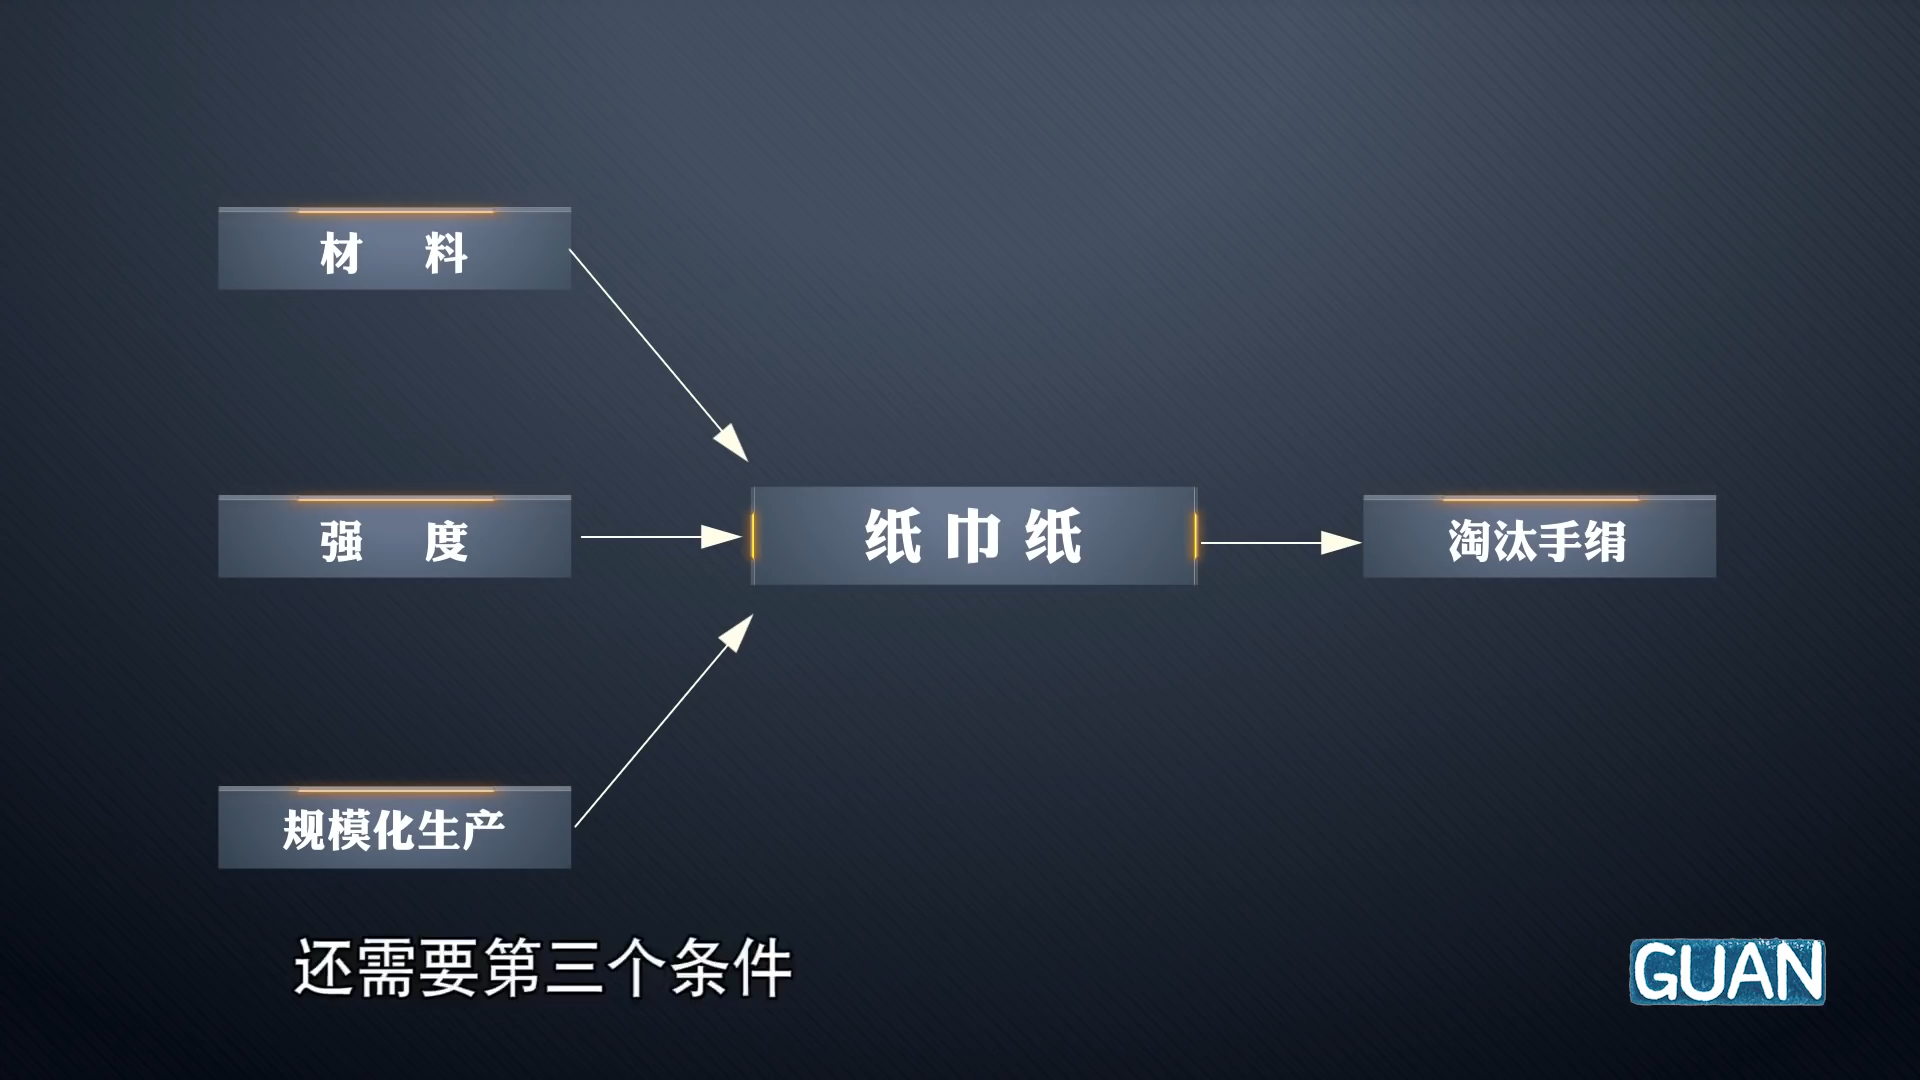 材 料
强 度
纸巾纸
淘汰手绢
规模化生产
还需要第三个条件
GUAN